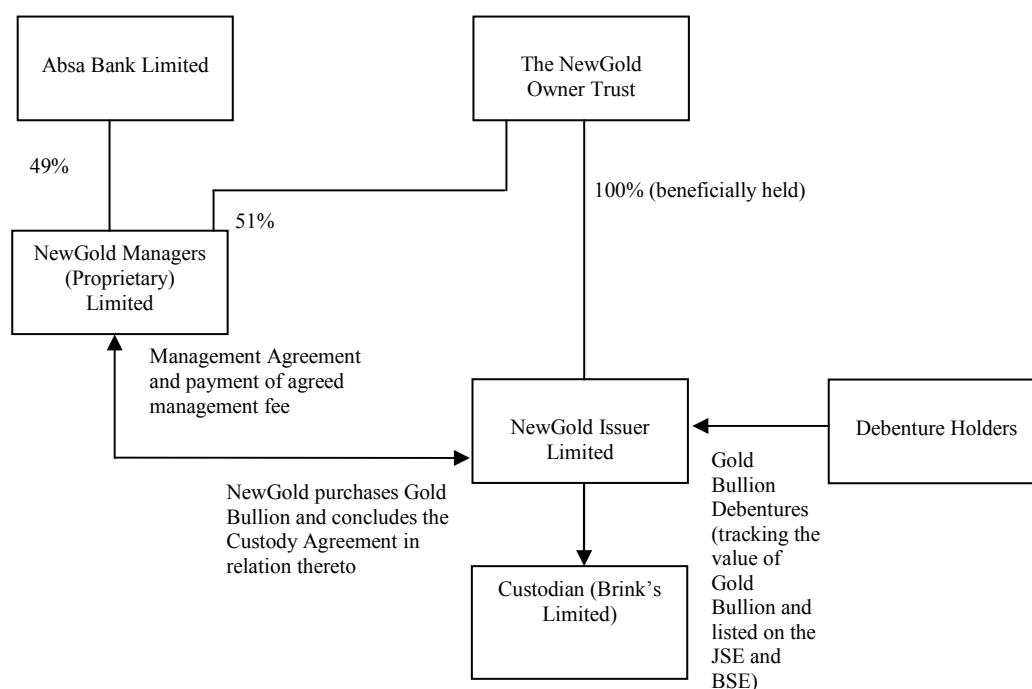 Absa Bank Limited
The NewGold
Owner Trust
49%
100% (beneficially held)
51%
NewGold Managers
(Proprietary)
Limited
Management Agreement
and payment of agreed
management fee
NewGold Issuer
Limited
Debenture Holders
NewGold purchases Gold
Bullion and concludes the
Custody Agreement in
relation thereto
Gold
Bullion
Debentures
(tracking the
value of
Gold
Bullion and
listed on the
JSE and
BSE)
Custodian (Brink’s
Limited)